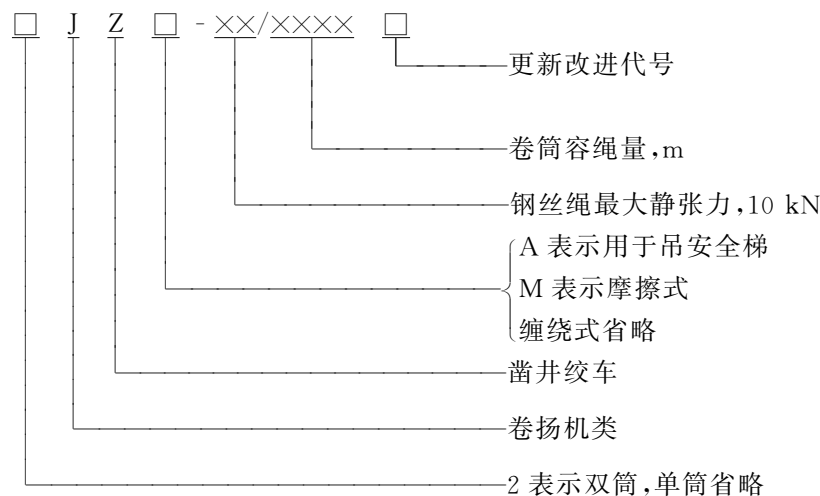 □ J Z □ - ××/×××× □
更新改进代号
卷筒容绳量,m
钢丝绳最大静张力,10 kN
A 表示用于吊安全梯
M 表示摩擦式
缠绕式省略
凿井绞车
卷扬机类
2 表示双筒,单筒省略